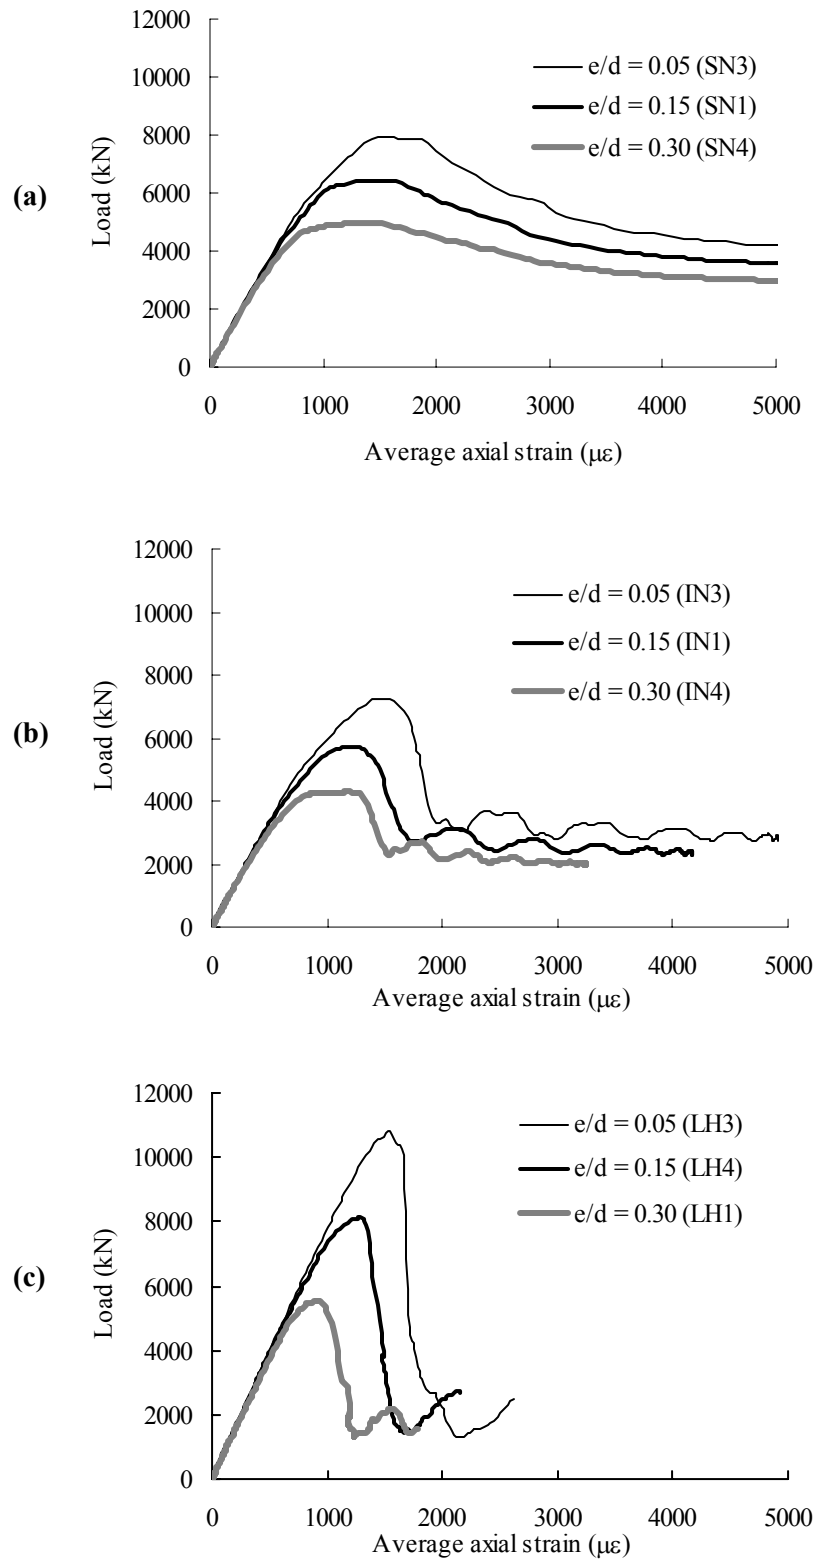 12000
10000
8000
6000
4000
2000
0
Load (kN)
(a)
e/d = 0.05 (SN3)
e/d = 0.15 (SN1)
e/d = 0.30 (SN4)
0 1000 2000 3000 4000 5000
Average axial strain (με)
12000
10000
8000
6000
4000
2000
0
Load (kN)
(b)
e/d = 0.05 (IN3)
e/d = 0.15 (IN1)
e/d = 0.30 (IN4)
0 1000 2000 3000 4000 5000
Average axial strain (με)
12000
10000
8000
6000
4000
2000
0
Load (kN)
(c)
e/d = 0.05 (LH3)
e/d = 0.15 (LH4)
e/d = 0.30 (LH1)
0 1000 2000 3000 4000 5000
Average axial strain (με)